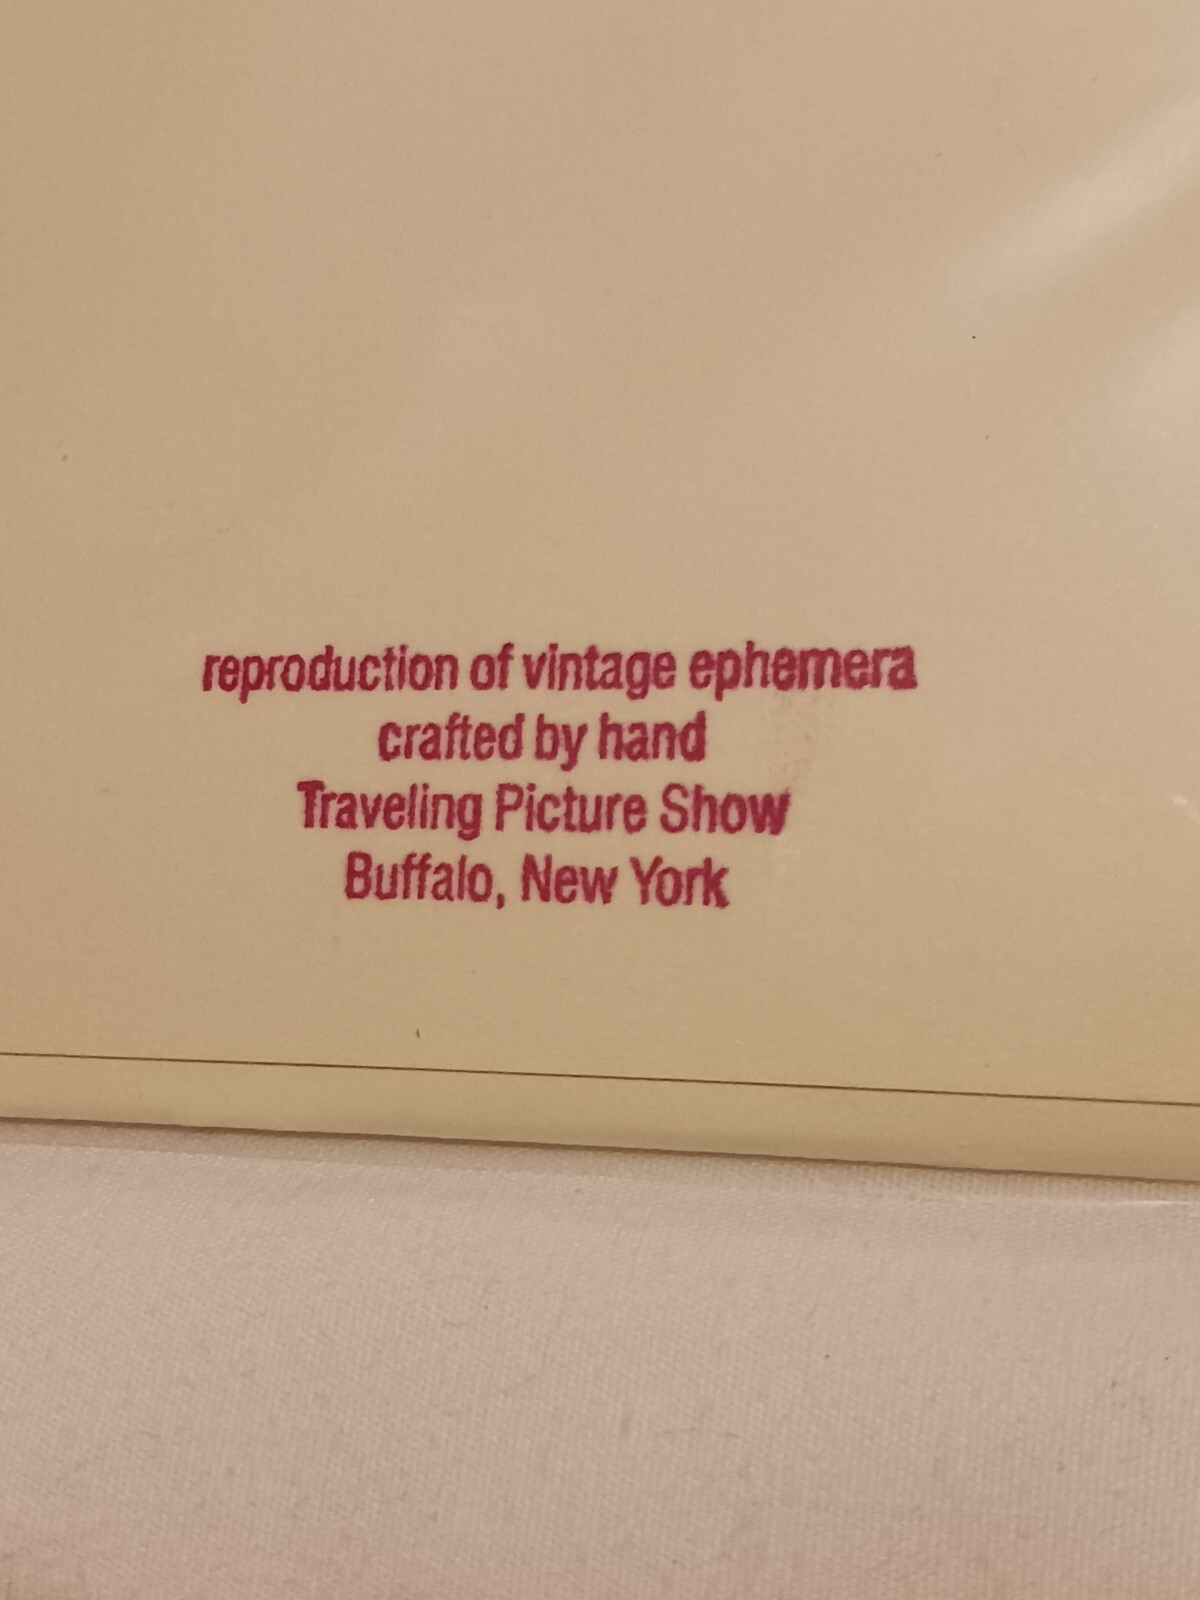 reproduction of vintage ephemera
crafted by hand
Traveling Picture Show
Buffalo, New York